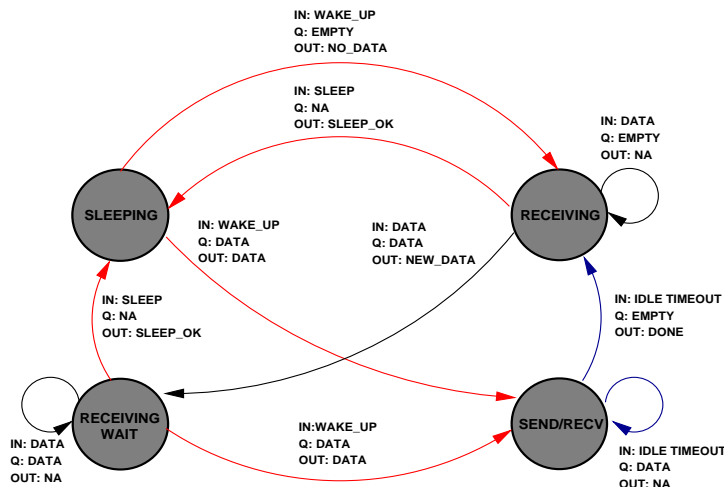 IN: WAKE_UP
Q: EMPTY
OUT: NO_DATA
IN: SLEEP
Q: NA
OUT: SLEEP_OK
IN: DATA
Q: EMPTY
OUT: NA
SLEEPING
RECEIVING
IN: WAKE_UP
Q: DATA
OUT: DATA
IN: DATA
Q: DATA
OUT: NEW_DATA
IN: SLEEP
Q: NA
OUT: SLEEP_OK
IN: IDLE TIMEOUT
Q: EMPTY
OUT: DONE
RECEIVING
WAIT
SEND/RECV
IN: DATA
Q: DATA
OUT: NA
IN:WAKE_UP
Q: DATA
OUT: DATA
IN: IDLE TIMEOUT
Q: DATA
OUT: NA